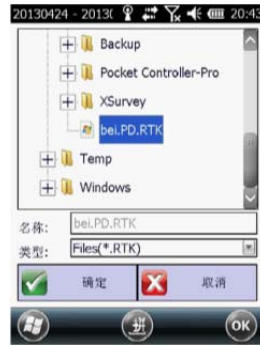 20130424 - 2013( 20:43
Backup
Pocket Controller-Pro
XSurvey
bei.PD.RTK
Temp
Windows
名称: bei.PD.RTK
类型: Files(*.RTK)
确定 取消
拼 OK